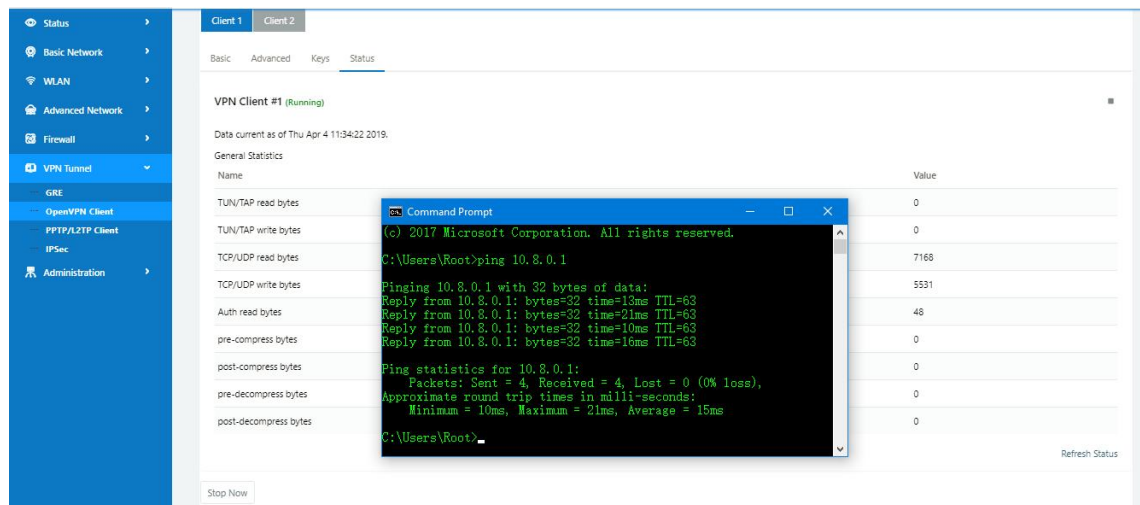 Status
Basic Network
WLAN
Advanced Network
Firewall
VPN Tunnel
GRE
OpenVPN Client
PPTP/L2TP Client
IPSec
Administration
Client 1 Client 2
Basic Advanced Keys Status
VPN Client #1 (Running)
Data current as of Thu Apr 4 11:34:22 2019.
General Statistics
Name Value
TUN/TAP read bytes 0
TUN/TAP write bytes 0
TCP/UDP read bytes 7168
TCP/UDP write bytes 5531
Auth read bytes 48
pre-compress bytes 0
post-compress bytes 0
pre-decompress bytes 0
post-decompress bytes 0
Refresh Status
Stop Now
Command Prompt
(c) 2017 Microsoft Corporation. All rights reserved.
C:\Users\Root>ping 10.8.0.1
Pinging 10.8.0.1 with 32 bytes of data:
Reply from 10.8.0.1: bytes=32 time=13ms TTL=63
Reply from 10.8.0.1: bytes=32 time=21ms TTL=63
Reply from 10.8.0.1: bytes=32 time=10ms TTL=63
Reply from 10.8.0.1: bytes=32 time=16ms TTL=63
Ping statistics for 10.8.0.1:
Packets: Sent = 4, Received = 4, Lost = 0 (0% loss),
Approximate round trip times in milli-seconds:
Minimum = 10ms, Maximum = 21ms, Average = 15ms
C:\Users\Root>